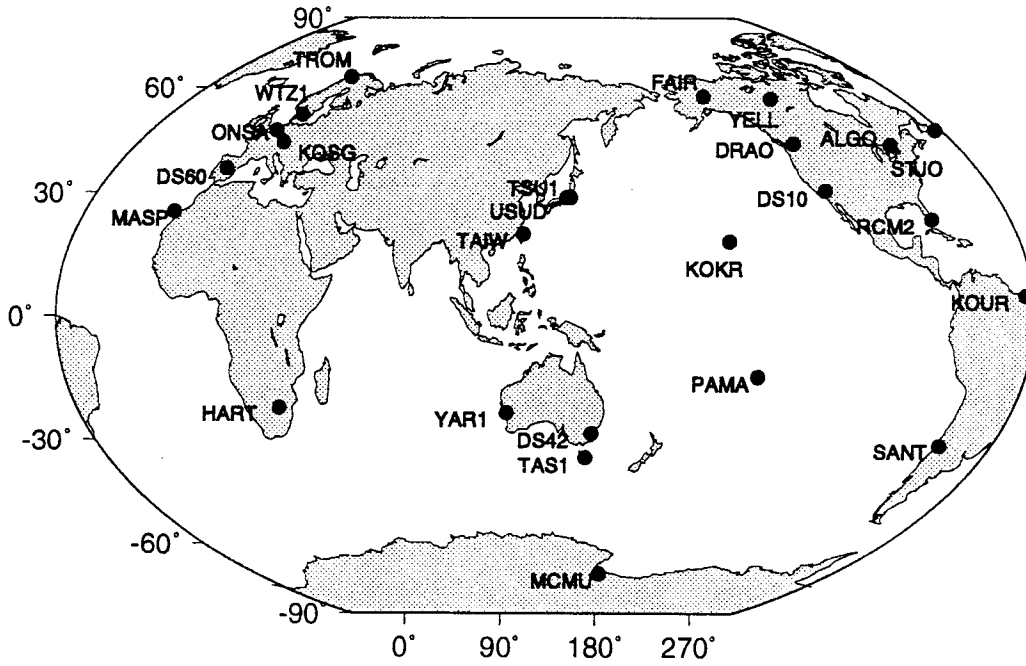 90°
TROM
60°
FAIR
WTZ1
YELL
ONSA
ALGO
DRAO
KOSG
STJO
DS60
30°
TSU1
DS10
MASP
USUD
RCM2
TAIW
KOKR
0°
KOUR
PAMA
HART
YAR1
-30°
DS42
SANT
TAS1
-60°
MCMU
-90°
0° 90° 180° 270°